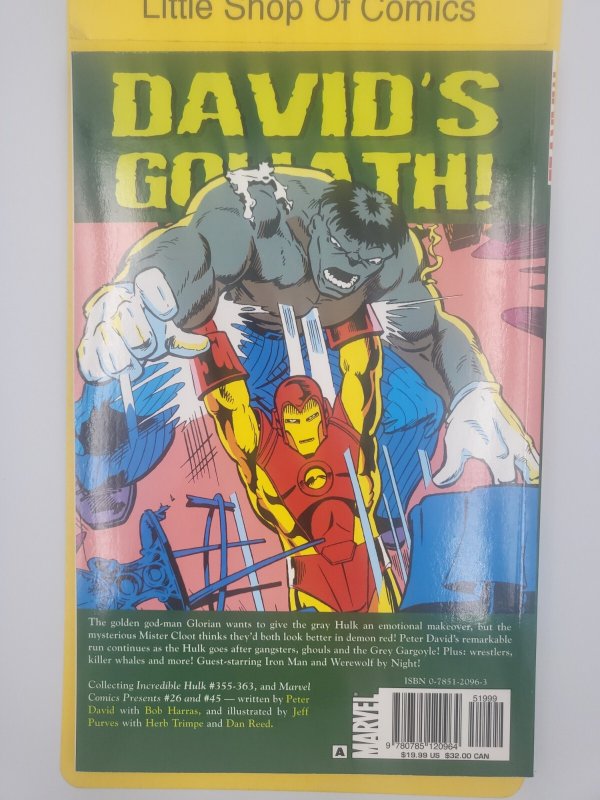 Little Shop Of Comics
DAVID'S
GOLIATH!
The golden god-man Glorian wants to give the gray Hulk an emotional makeover, but the
mysterious Mister Cloot thinks they'd both look better in demon red! Peter David's remarkable
run continues as the Hulk goes after gangsters, ghouls and the Grey Gargoyle! Plus: wrestlers,
killer whales and more! Guest-starring Iron Man and Werewolf by Night!
Collecting Incredible Hulk #355-363, and Marvel
Comics Presents #26 and #45 — written by Peter
David with Bob Harras, and illustrated by Jeff
Purves with Herb Trimpe and Dan Reed.
A
MARVEL
ISBN 0-7851-2096-3
51999
9 780785 120964
$19.99 US $32.00 CAN